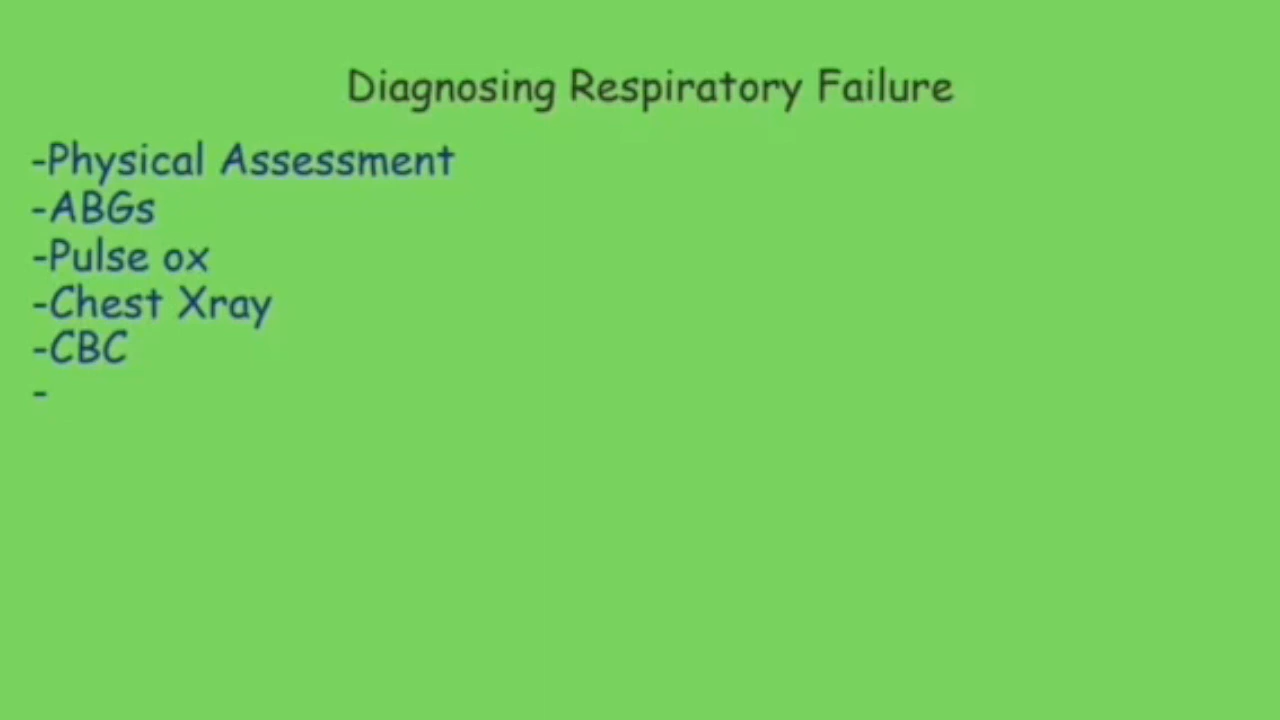 Diagnosing Respiratory Failure
-Physical Assessment
-ABGs
-Pulse ox
-Chest Xray
-CBC
-